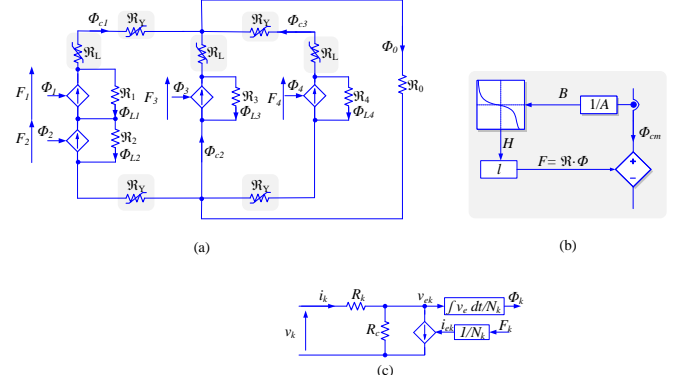 Φc1 ℜY ℜY Φc3
Φ0
ℜL ℜL ℜL
ℜ0
F1 Φ1 ℜ1 F3 Φ3 ℜ3 F4 Φ4 ℜ4
ΦL1 ΦL3 ΦL4
F2 Φ2 ℜ2
ΦL2 Φc2
ℜY ℜY
(a)
B 1/A
H Φcm
l F= ℜ·Φ + −
(b)
ik Rk vek ∫ve dt/Nk Φk
vk Rc iek 1/Nk Fk
(c)